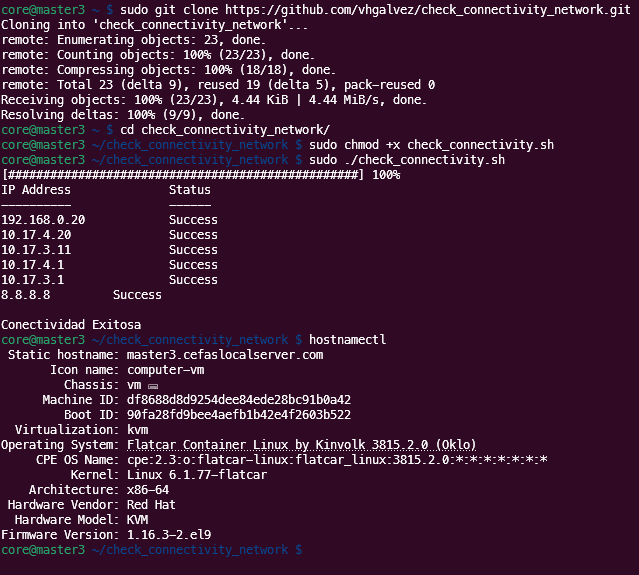 core@master3 ~ $ sudo git clone https://github.com/vhgalvez/check_connectivity_network.git
Cloning into 'check_connectivity_network'...
remote: Enumerating objects: 23, done.
remote: Counting objects: 100% (23/23), done.
remote: Compressing objects: 100% (18/18), done.
remote: Total 23 (delta 9), reused 19 (delta 5), pack-reused 0
Receiving objects: 100% (23/23), 4.44 KiB | 4.44 MiB/s, done.
Resolving deltas: 100% (9/9), done.
core@master3 ~ $ cd check_connectivity_network/
core@master3 ~/check_connectivity_network $ sudo chmod +x check_connectivity.sh
core@master3 ~/check_connectivity_network $ sudo ./check_connectivity.sh
[##################################################] 100%
IP Address              Status
----------              ------
192.168.0.20            Success
10.17.4.20              Success
10.17.3.11              Success
10.17.4.1               Success
10.17.3.1               Success
8.8.8.8         Success

Conectividad Exitosa
core@master3 ~/check_connectivity_network $ hostnamectl
 Static hostname: master3.cefaslocalserver.com
       Icon name: computer-vm
         Chassis: vm 🖴
      Machine ID: df8688d8d9254dee84ede28bc91b0a42
         Boot ID: 90fa28fd9bee4aefb1b42e4f2603b522
  Virtualization: kvm
Operating System: Flatcar Container Linux by Kinvolk 3815.2.0 (Oklo)
     CPE OS Name: cpe:2.3:o:flatcar-linux:flatcar_linux:3815.2.0:*:*:*:*:*:*:*
          Kernel: Linux 6.1.77-flatcar
    Architecture: x86-64
 Hardware Vendor: Red Hat
  Hardware Model: KVM
Firmware Version: 1.16.3-2.el9
core@master3 ~/check_connectivity_network $